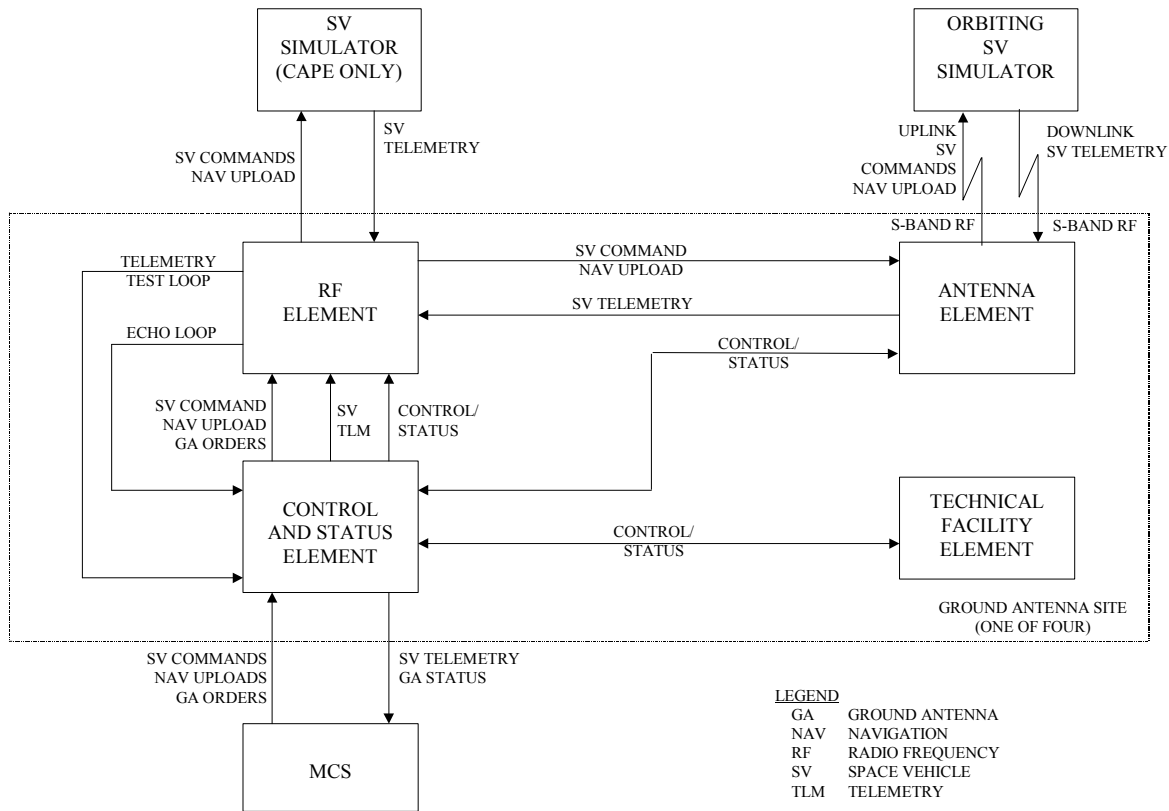 SV
SIMULATOR
(CAPE ONLY)
ORBITING
SV
SIMULATOR
SV COMMANDS
NAV UPLOAD
SV
TELEMETRY
UPLINK
SV
COMMANDS
NAV UPLOAD
DOWNLINK
SV TELEMETRY
S-BAND RF
S-BAND RF
TELEMETRY
TEST LOOP
ECHO LOOP
RF
ELEMENT
SV COMMAND
NAV UPLOAD
SV TELEMETRY
ANTENNA
ELEMENT
CONTROL/
STATUS
SV COMMAND
NAV UPLOAD
GA ORDERS
SV
TLM
CONTROL/
STATUS
CONTROL
AND STATUS
ELEMENT
CONTROL/
STATUS
TECHNICAL
FACILITY
ELEMENT
GROUND ANTENNA SITE
(ONE OF FOUR)
SV COMMANDS
NAV UPLOADS
GA ORDERS
SV TELEMETRY
GA STATUS
MCS
LEGEND
GA GROUND ANTENNA
NAV NAVIGATION
RF RADIO FREQUENCY
SV SPACE VEHICLE
TLM TELEMETRY